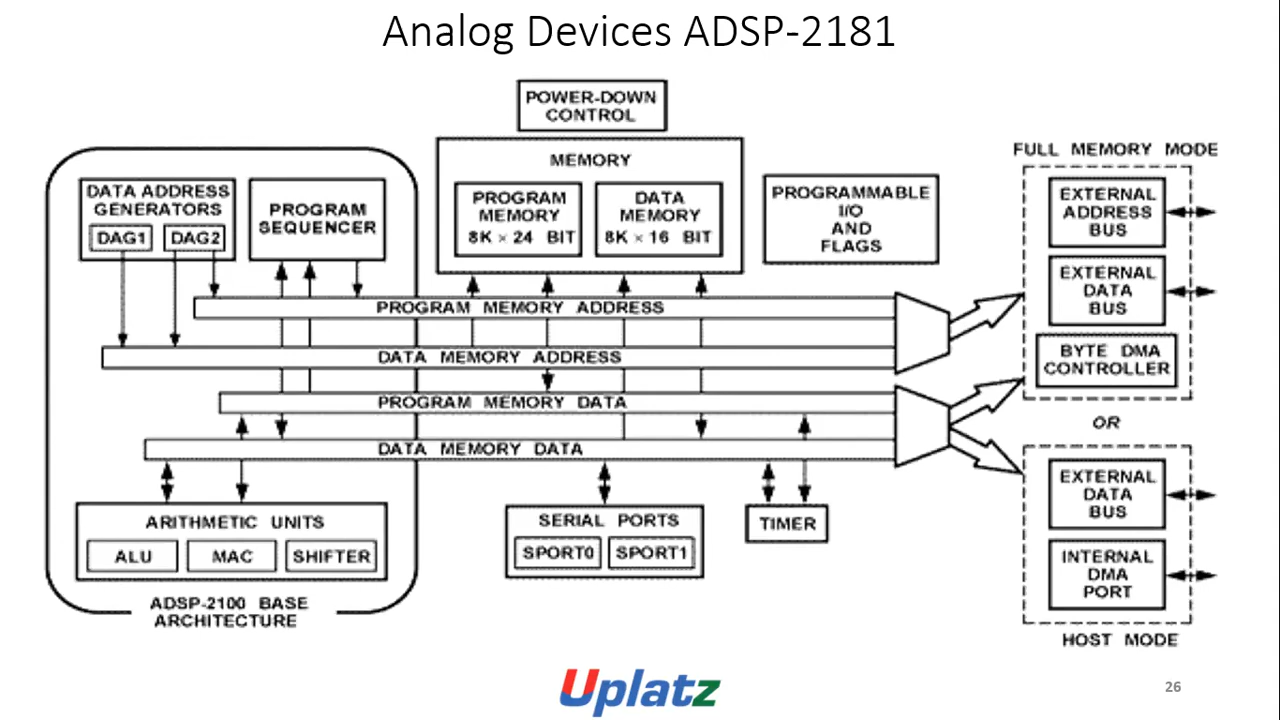 Analog Devices ADSP-2181
POWER-DOWN
CONTROL
MEMORY
PROGRAM
MEMORY
8K × 24 BIT
DATA
MEMORY
8K × 16 BIT
DATA ADDRESS
GENERATORS
DAG1
DAG2
PROGRAM
SEQUENCER
PROGRAMMABLE
I/O
AND
FLAGS
FULL MEMORY MODE
EXTERNAL
ADDRESS
BUS
EXTERNAL
DATA
BUS
BYTE DMA
CONTROLLER
PROGRAM MEMORY ADDRESS
DATA MEMORY ADDRESS
PROGRAM MEMORY DATA
DATA MEMORY DATA
OR
EXTERNAL
DATA
BUS
INTERNAL
DMA
PORT
HOST MODE
ARITHMETIC UNITS
ALU
MAC
SHIFTER
SERIAL PORTS
SPORT0
SPORT1
TIMER
ADSP-2100 BASE
ARCHITECTURE
Uplatz
26